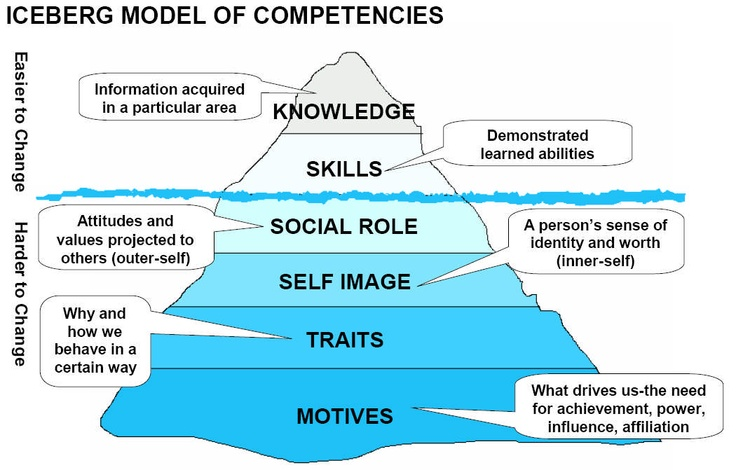 ICEBERG MODEL OF COMPETENCIES
Easier to Change
Information acquired
in a particular area
KNOWLEDGE
Demonstrated
learned abilities
SKILLS
Harder to Change
Attitudes and
values projected to
others (outer-self)
SOCIAL ROLE
A person's sense of
identity and worth
(inner-self)
SELF IMAGE
Why and
how we
behave in a
certain way
TRAITS
What drives us-the need
for achievement, power,
influence, affiliation
MOTIVES